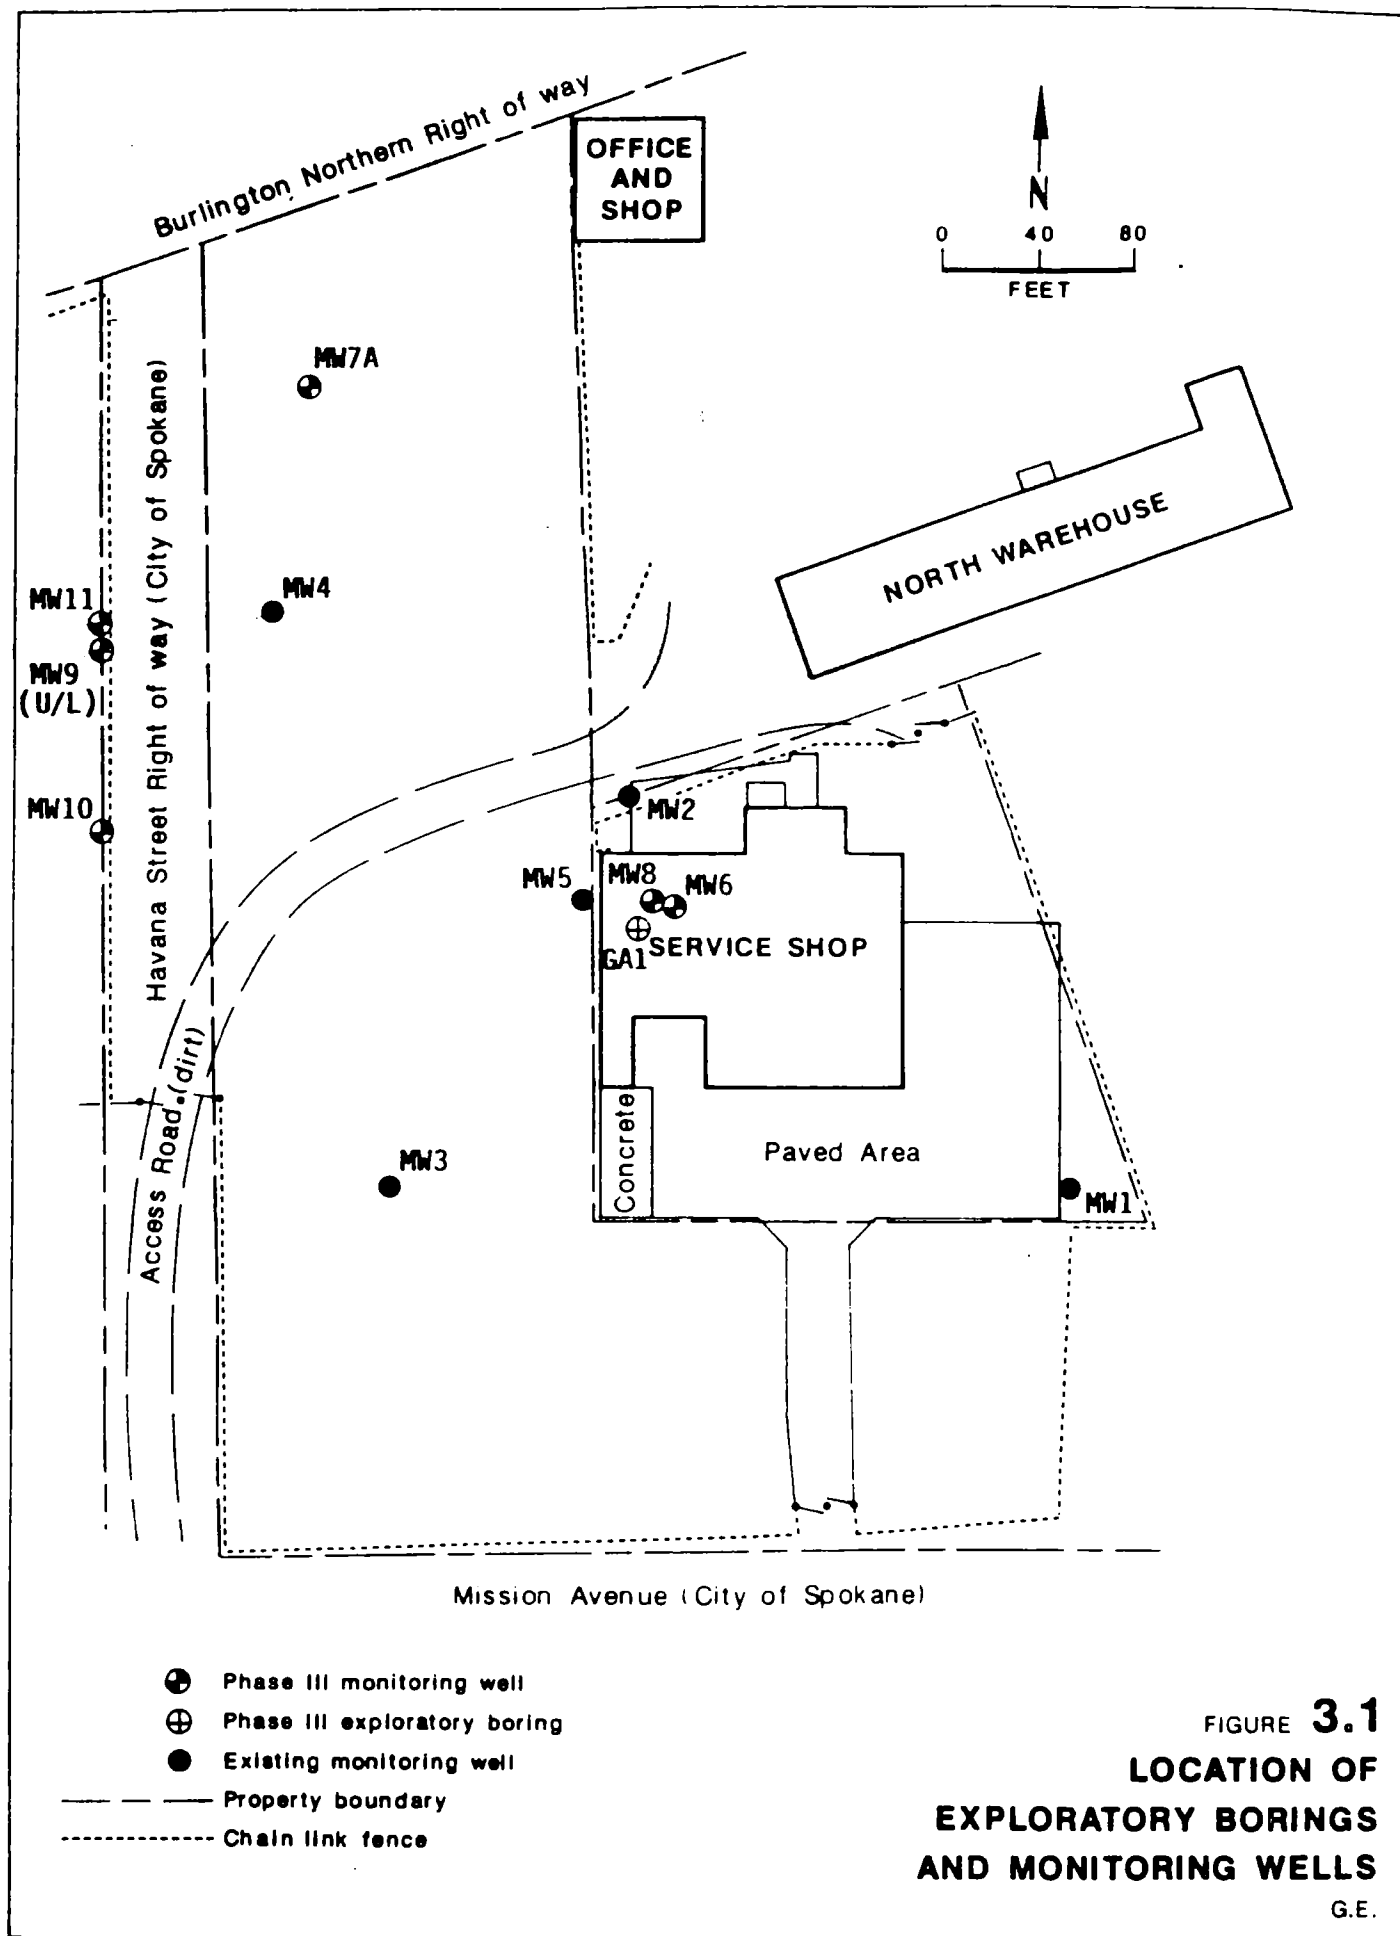 Burlington Northern Right of way
OFFICE
AND
SHOP
N
0 40 80
FEET
MW7A
Havana Street Right of way (City of Spokane)
NORTH WAREHOUSE
MW4
MW11
MW9
(U/L)
MW10
MW2
MW5
MW8
MW6
GA1
SERVICE SHOP
Access Road (dirt)
MW3
Concrete
Paved Area
MW1
Mission Avenue (City of Spokane)
Phase III monitoring well
Phase III exploratory boring
Existing monitoring well
Property boundary
Chain link fence
FIGURE 3.1
LOCATION OF
EXPLORATORY BORINGS
AND MONITORING WELLS
G.E.